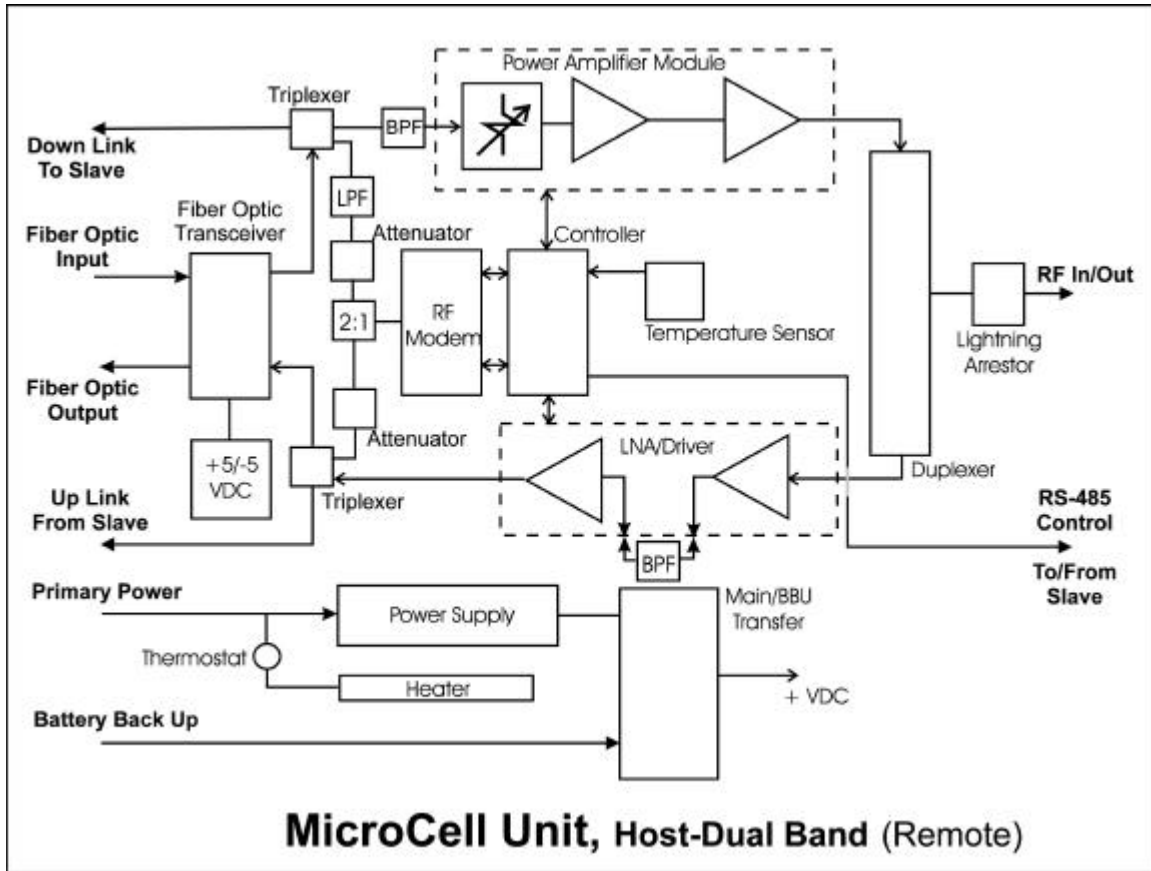 Power Amplifier Module
Triplexer
BPF
Down Link
To Slave
LPF
Fiber Optic
Transceiver
Attenuator
Controller
Fiber Optic
Input
RF In/Out
2:1
RF
Modem
Temperature Sensor
Lightning
Arrestor
Fiber Optic
Output
Attenuator
LNA/Driver
+5/-5
VDC
Duplexer
Triplexer
Up Link
From Slave
RS-485
Control
BPF
To/From
Slave
Primary Power
Power Supply
Main/BBU
Transfer
Thermostat
Heater
+ VDC
Battery Back Up
MicroCell Unit, Host-Dual Band (Remote)